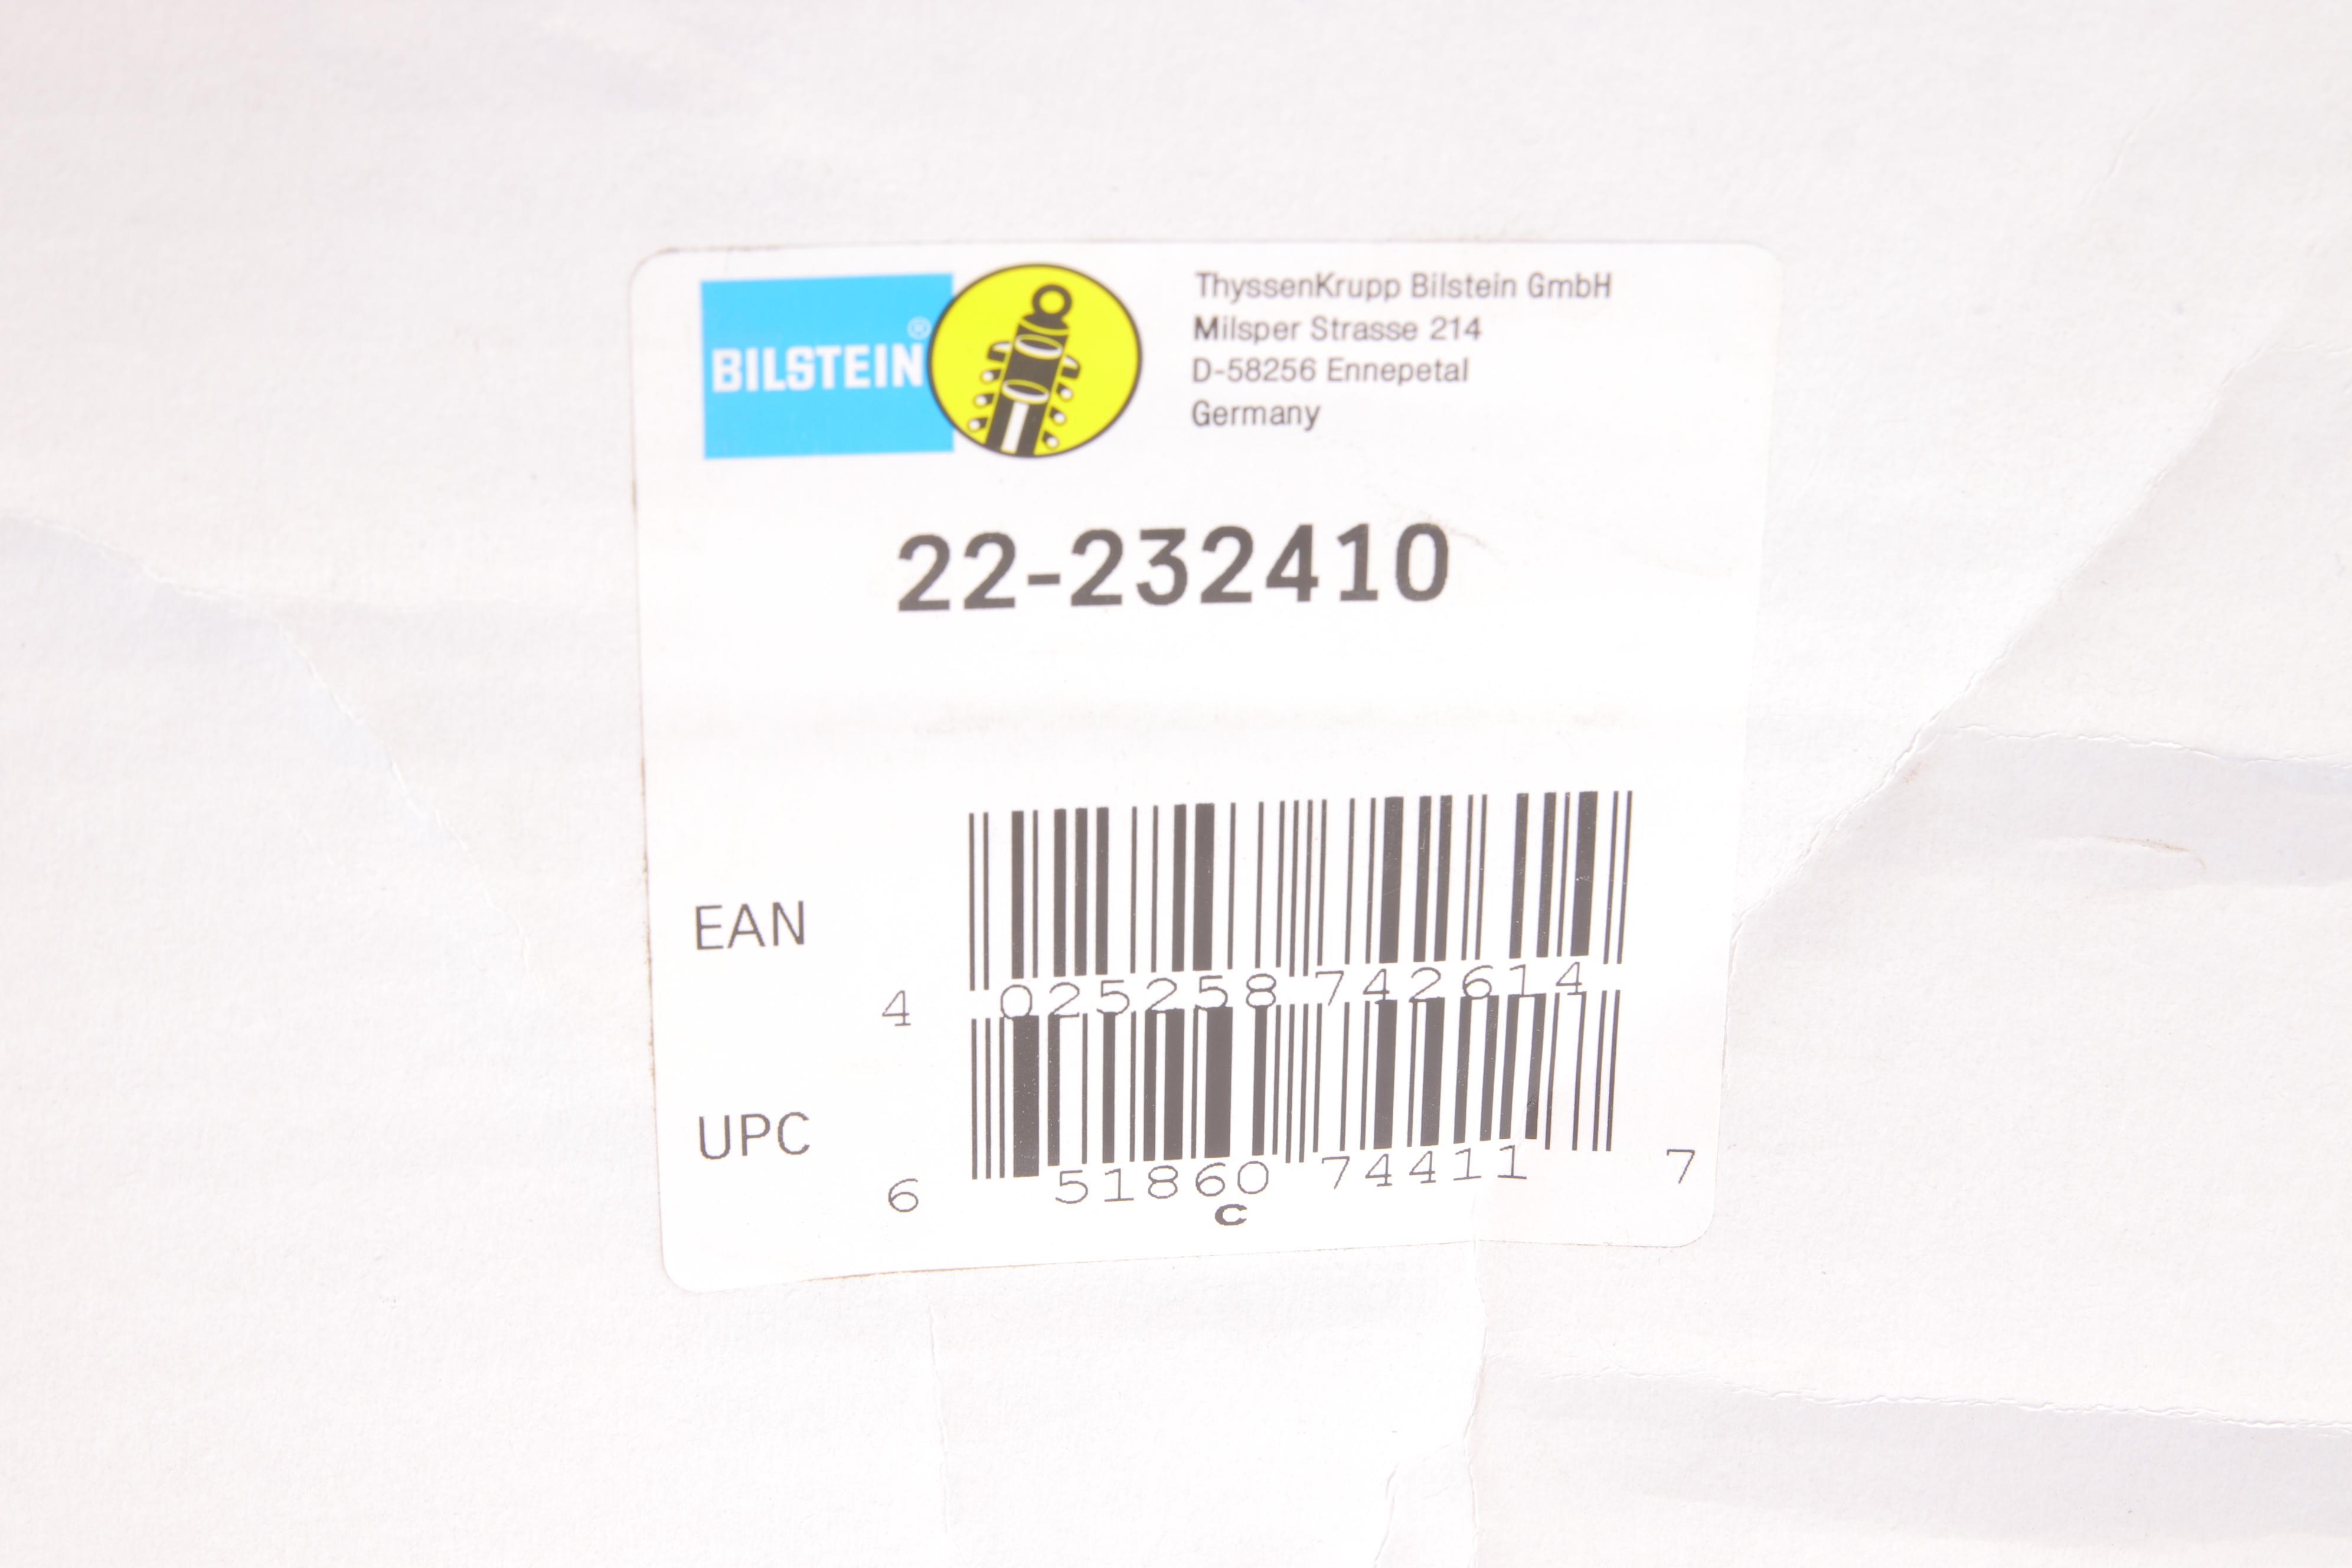 BILSTEIN®
ThyssenKrupp Bilstein GmbH
Milsper Strasse 214
D-58256 Ennepetal
Germany
22-232410
EAN
4 025258 742614
UPC
6 51860 74411 7
C